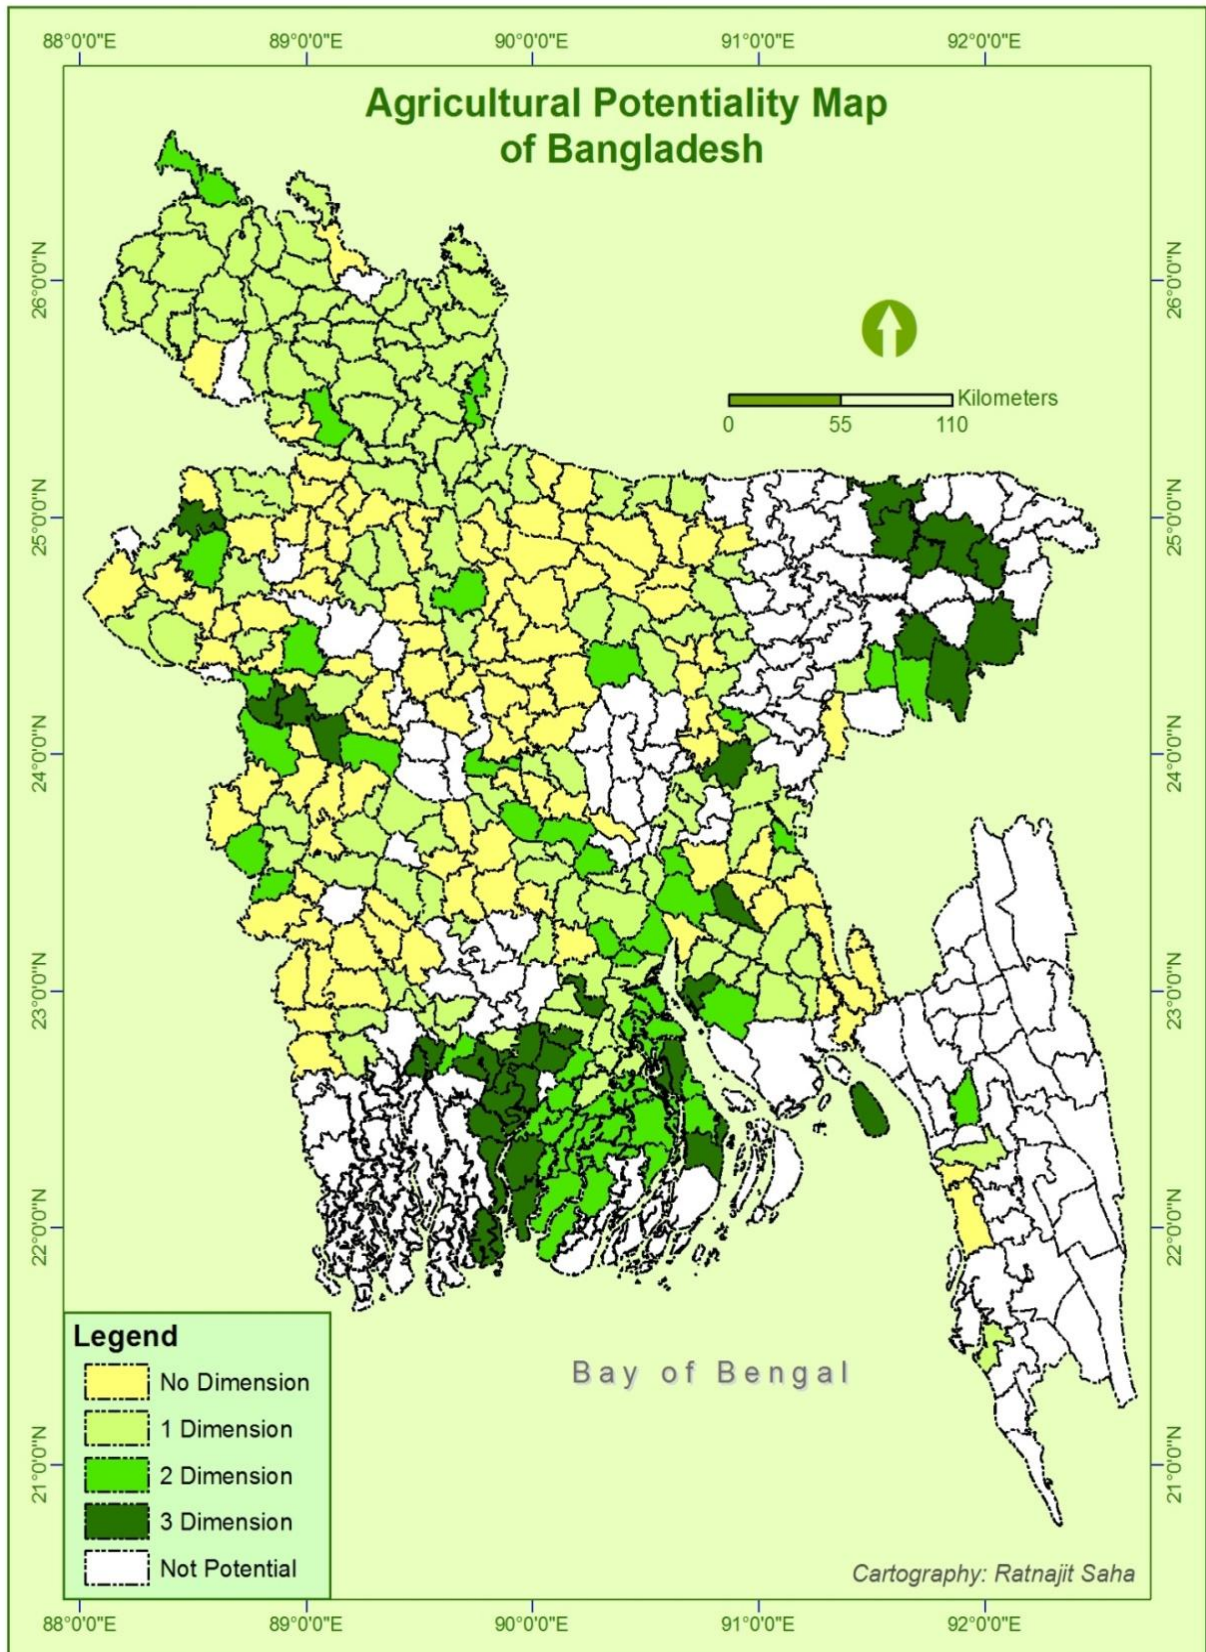 88°0'0"E 89°0'0"E 90°0'0"E 91°0'0"E 92°0'0"E
Agricultural Potentiality Map
of Bangladesh
26°0'0"N 26°0'0"N
Kilometers
0 55 110
25°0'0"N 25°0'0"N
24°0'0"N 24°0'0"N
23°0'0"N 23°0'0"N
22°0'0"N 22°0'0"N
Legend
No Dimension
1 Dimension
2 Dimension
3 Dimension
Not Potential
Bay of Bengal
21°0'0"N 21°0'0"N
Cartography: Ratnajit Saha
88°0'0"E 89°0'0"E 90°0'0"E 91°0'0"E 92°0'0"E